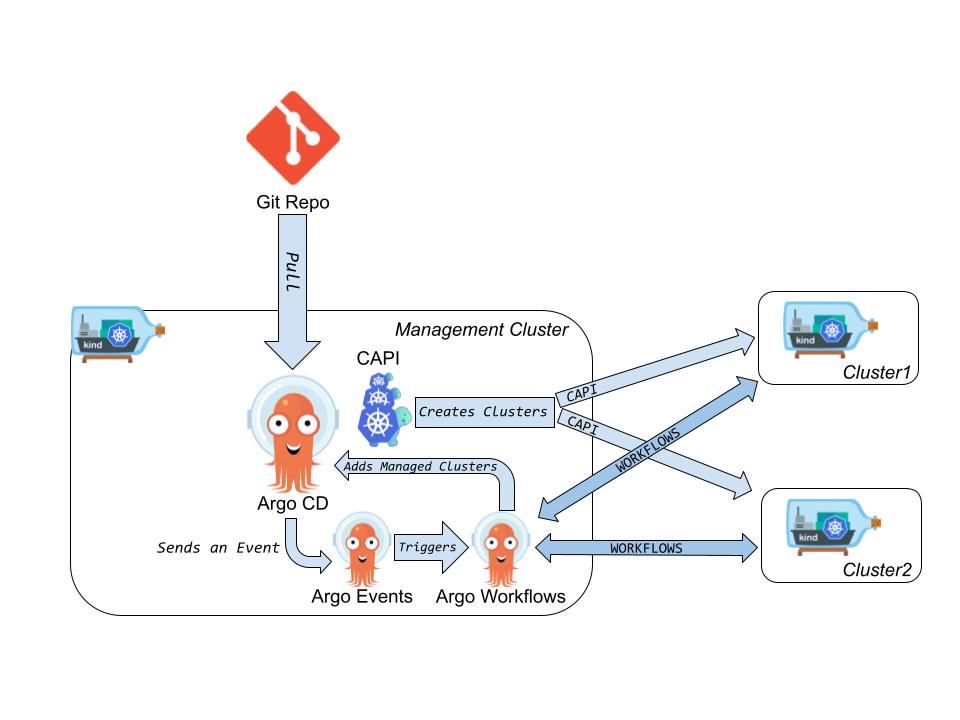 Git Repo
Pull
kind
Management Cluster
CAPI
Creates Clusters
CAPI
CAPI
kind
Cluster1
Adds Managed Clusters
WORKFLOWS
Argo CD
Sends an Event
Triggers
WORKFLOWS
kind
Cluster2
Argo Events
Argo Workflows